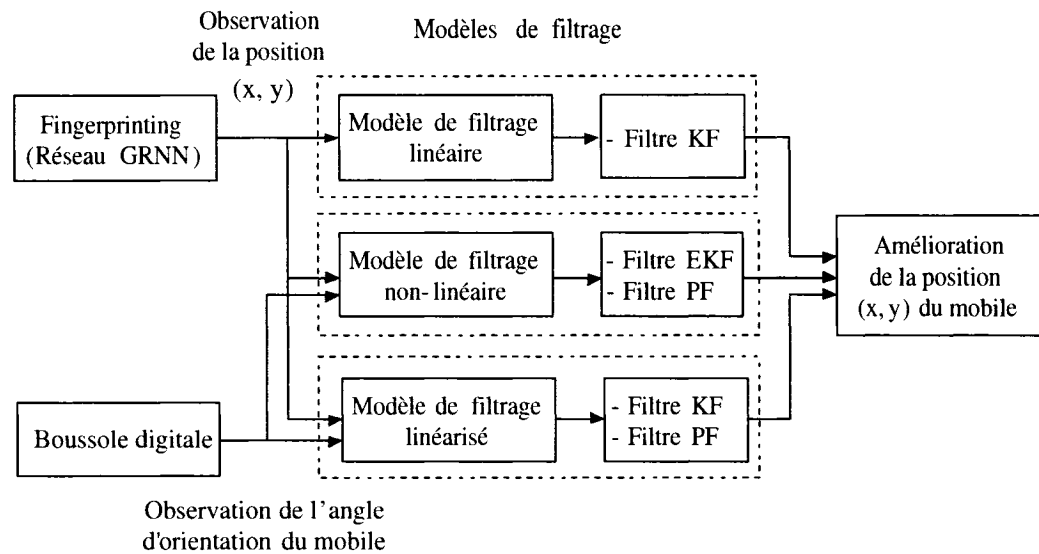 Observation
de la position
(x, y)
Modèles de filtrage
Fingerprinting
(Réseau GRNN)
Modèle de filtrage
linéaire
- Filtre KF
Modèle de filtrage
non-linéaire
- Filtre EKF
- Filtre PF
Amélioration
de la position
(x, y) du mobile
Boussole digitale
Modèle de filtrage
linéarisé
- Filtre KF
- Filtre PF
Observation de l'angle
d'orientation du mobile